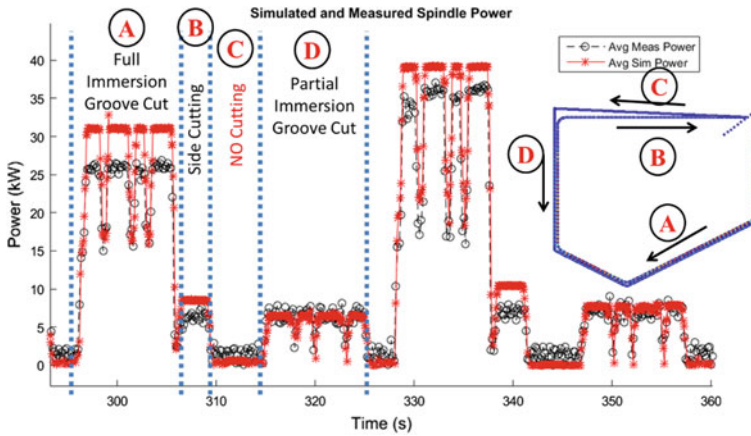 Simulated and Measured Spindle Power
A
B
C
D
Full
Immersion
Groove Cut
Side Cutting
NO Cutting
Partial
Immersion
Groove Cut
Avg Meas Power
Avg Sim Power
C
B
D
A
Power (kW)
40
35
30
25
20
15
10
5
0
300
310
320
330
340
350
360
Time (s)